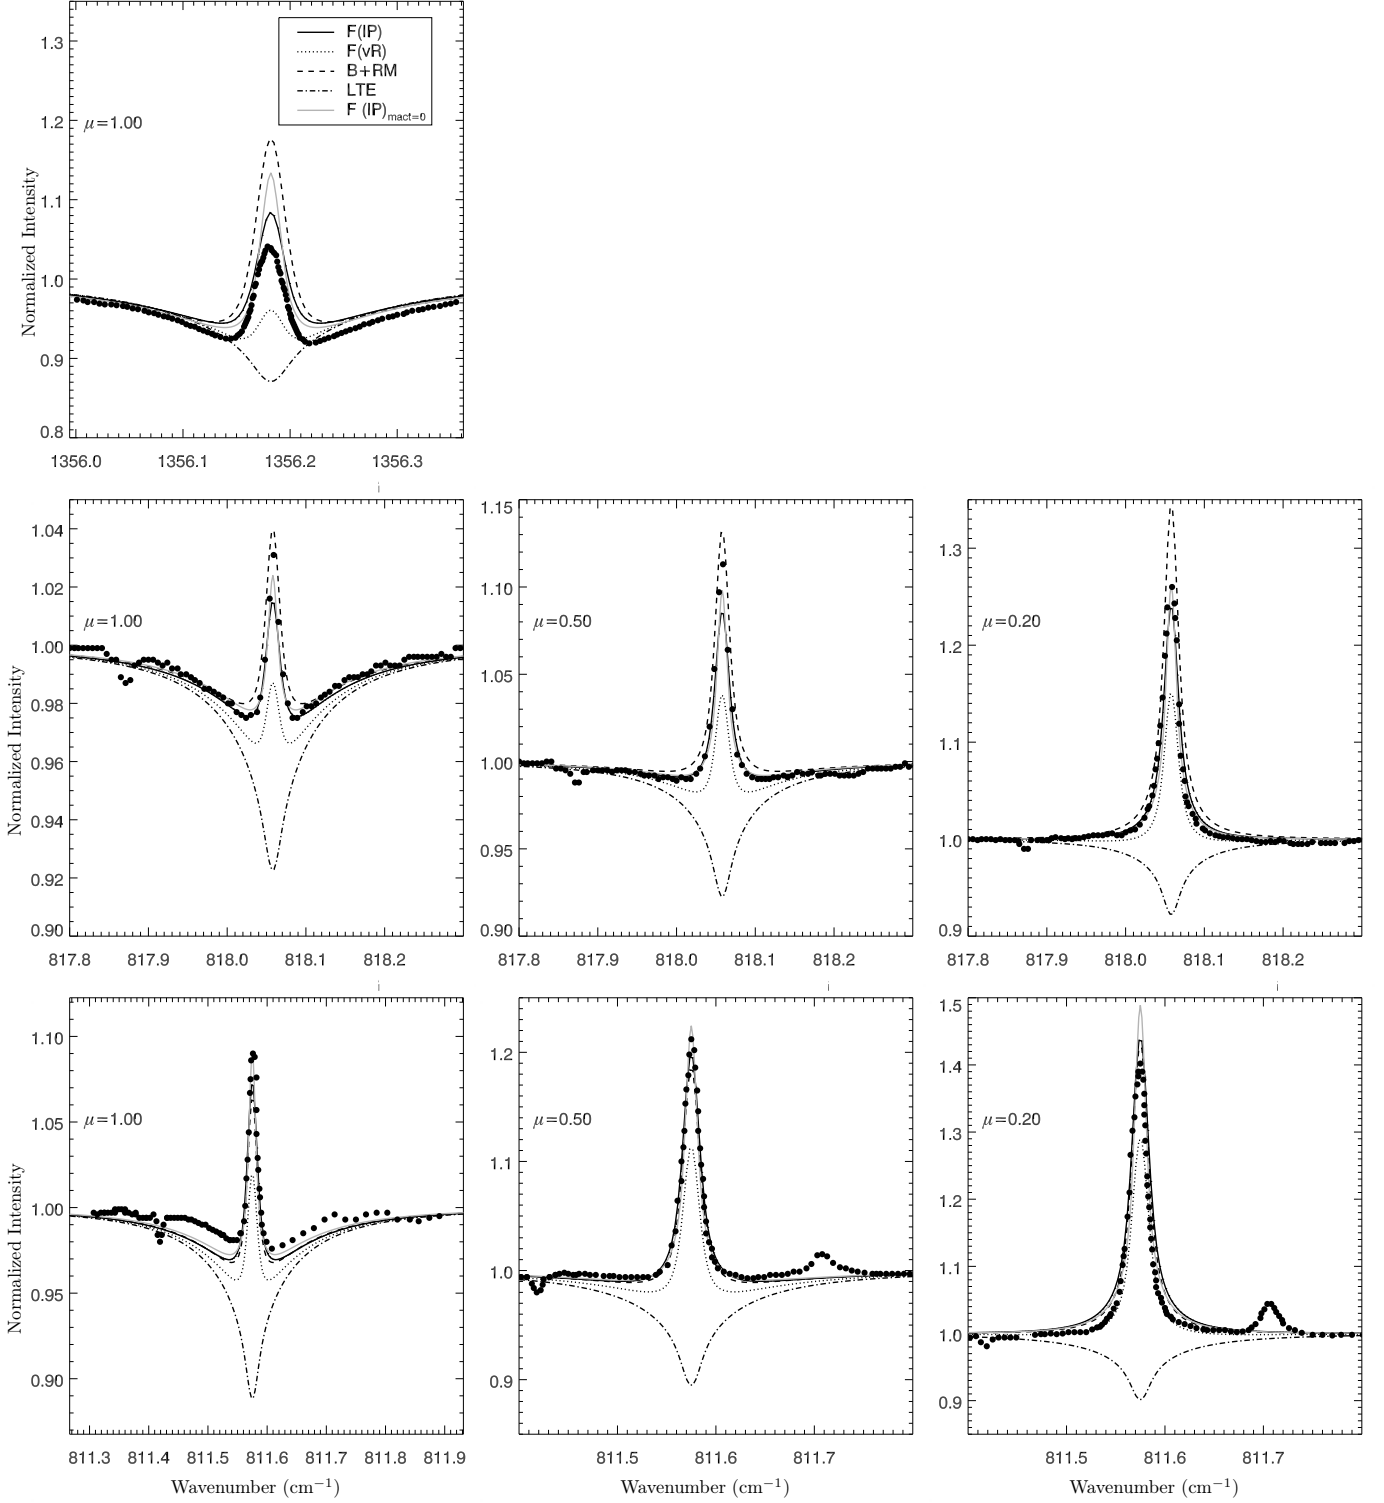 F(IP)
F(vR)
B+RM
LTE
F (IP)mact=0
μ=1.00
Normalized Intensity
1.3
1.2
1.1
1.0
0.9
0.8
1356.0 1356.1 1356.2 1356.3
i
μ=1.00
Normalized Intensity
1.04
1.02
1.00
0.98
0.96
0.94
0.92
0.90
817.8 817.9 818.0 818.1 818.2
μ=0.50
1.15
1.10
1.05
1.00
0.95
0.90
817.8 817.9 818.0 818.1 818.2
μ=0.20
1.3
1.2
1.1
1.0
0.9
817.8 817.9 818.0 818.1 818.2
i i i
μ=1.00
Normalized Intensity
1.10
1.05
1.00
0.95
0.90
811.3 811.4 811.5 811.6 811.7 811.8 811.9
Wavenumber (cm⁻¹)
μ=0.50
1.2
1.1
1.0
0.9
811.5 811.6 811.7
Wavenumber (cm⁻¹)
μ=0.20
1.5
1.4
1.3
1.2
1.1
1.0
0.9
811.5 811.6 811.7
Wavenumber (cm⁻¹)